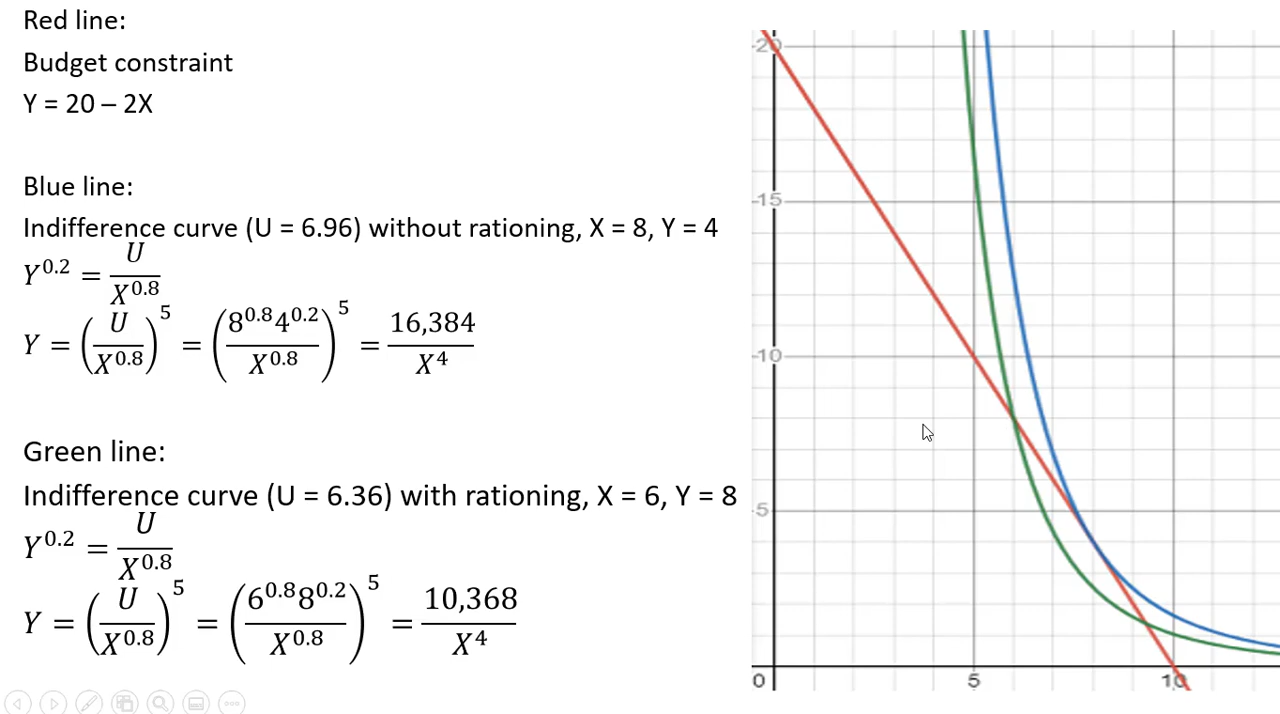 Red line:
Budget constraint
Y = 20 – 2X
Blue line:
Indifference curve (U = 6.96) without rationing, X = 8, Y = 4
Y^0.2 = U / X^0.8
Y = (U / X^0.8)^5 = (8^0.8 4^0.2 / X^0.8)^5 = 16,384 / X^4
Green line:
Indifference curve (U = 6.36) with rationing, X = 6, Y = 8
Y^0.2 = U / X^0.8
Y = (U / X^0.8)^5 = (6^0.8 8^0.2 / X^0.8)^5 = 10,368 / X^4
20
15
10
5
0 5 10